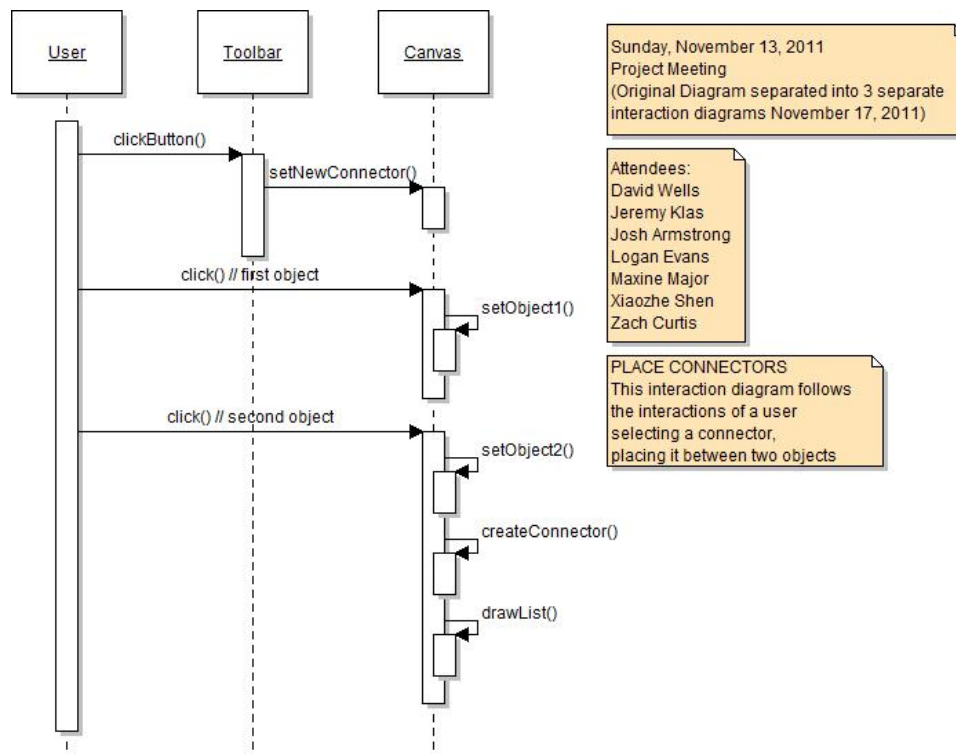 User
Toolbar
Canvas
clickButton()
setNewConnector()
click() // first object
setObject1()
click() // second object
setObject2()
createConnector()
drawList()
Sunday, November 13, 2011
Project Meeting
(Original Diagram separated into 3 separate
interaction diagrams November 17, 2011)
Attendees:
David Wells
Jeremy Klas
Josh Armstrong
Logan Evans
Maxine Major
Xiaozhe Shen
Zach Curtis
PLACE CONNECTORS
This interaction diagram follows
the interactions of a user
selecting a connector,
placing it between two objects